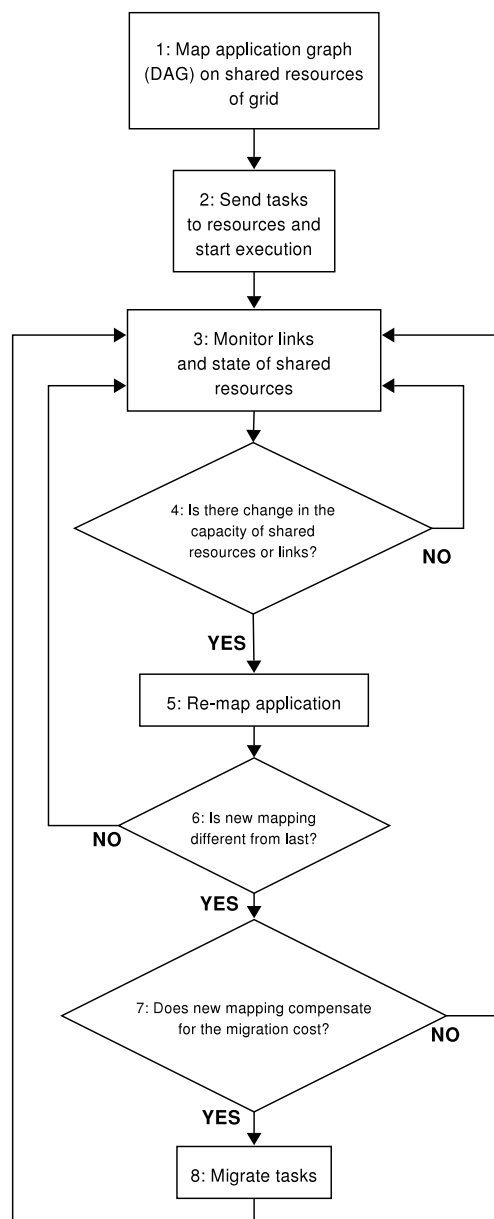 1: Map application graph
(DAG) on shared resources
of grid
2: Send tasks
to resources and
start execution
3: Monitor links
and state of shared
resources
4: Is there change in the
capacity of shared
resources or links?
NO
YES
5: Re-map application
6: Is new mapping
different from last?
NO
YES
7: Does new mapping compensate
for the migration cost?
NO
YES
8: Migrate tasks